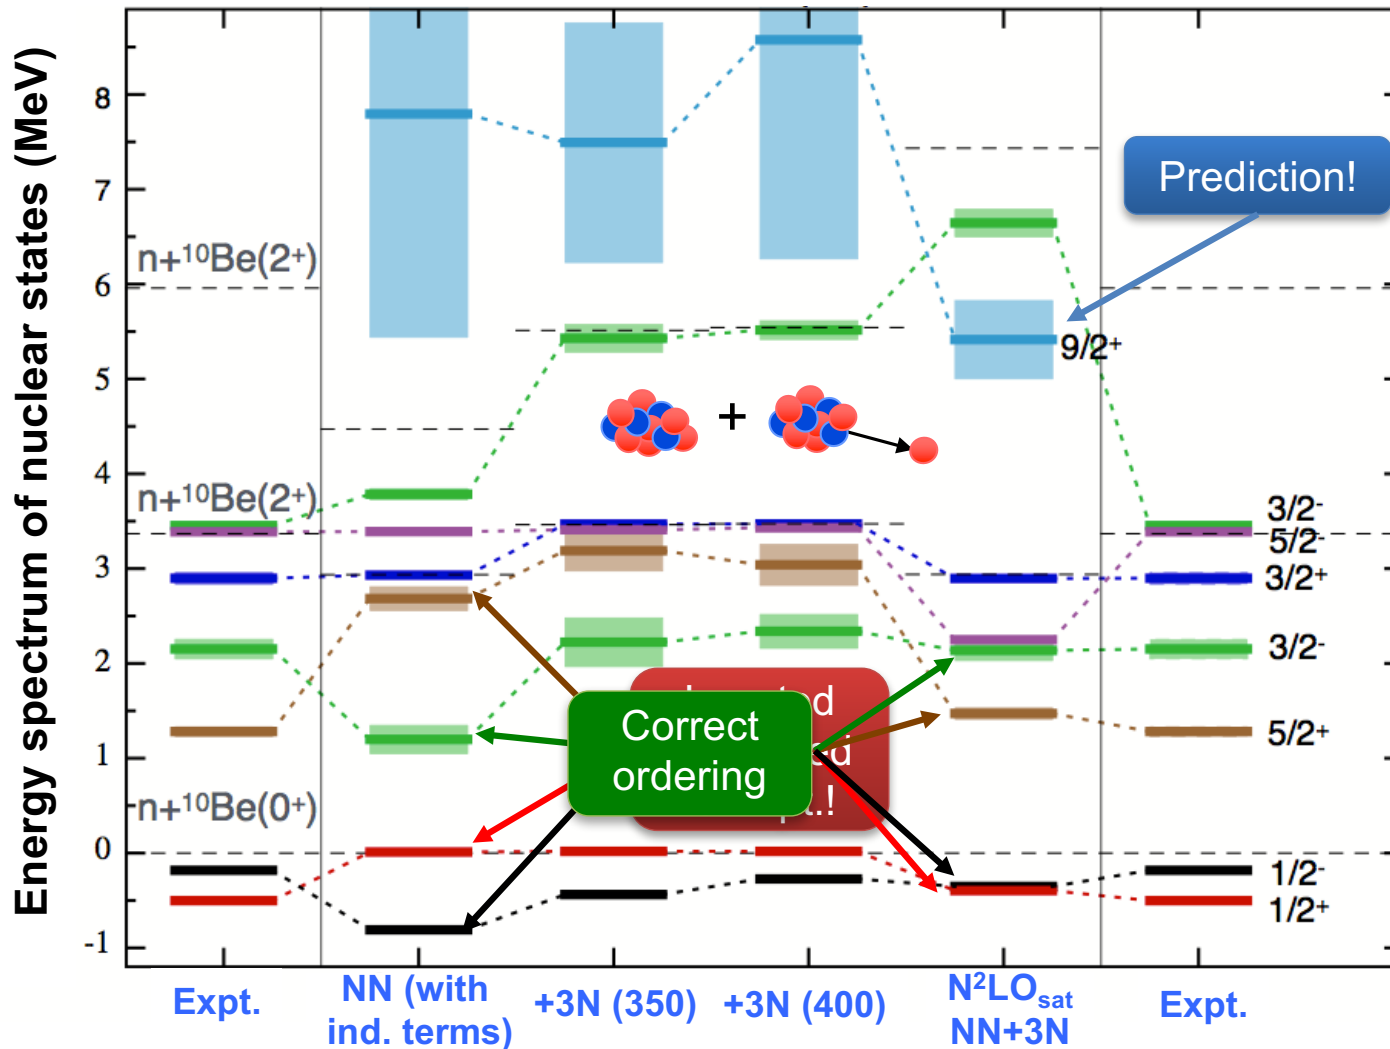 Energy spectrum of nuclear states (MeV)
8
7
6
5
4
3
2
1
0
-1
n+¹⁰Be(2⁺)
n+¹⁰Be(2⁺)
n+¹⁰Be(0⁺)
Prediction!
9/2⁺
+
Correct
ordering
3/2⁻
5/2⁻
3/2⁺
3/2⁻
5/2⁺
1/2⁻
1/2⁺
Expt.
NN (with
ind. terms)
+3N (350)
+3N (400)
N²LOsat
NN+3N
Expt.